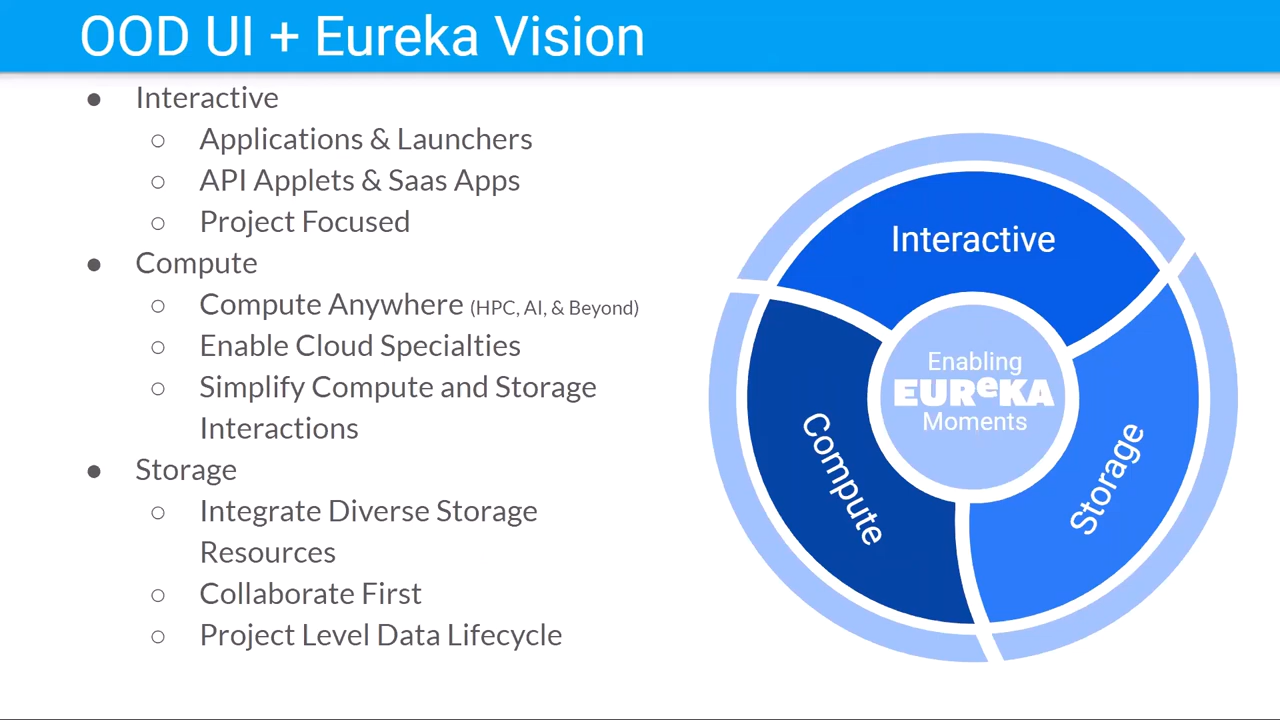 OOD UI + Eureka Vision
● Interactive
○ Applications & Launchers
○ API Applets & Saas Apps
○ Project Focused
● Compute
○ Compute Anywhere (HPC, AI, & Beyond)
○ Enable Cloud Specialties
○ Simplify Compute and Storage
Interactions
● Storage
○ Integrate Diverse Storage
Resources
○ Collaborate First
○ Project Level Data Lifecycle
Interactive
Enabling
EUReKA
Moments
Compute
Storage